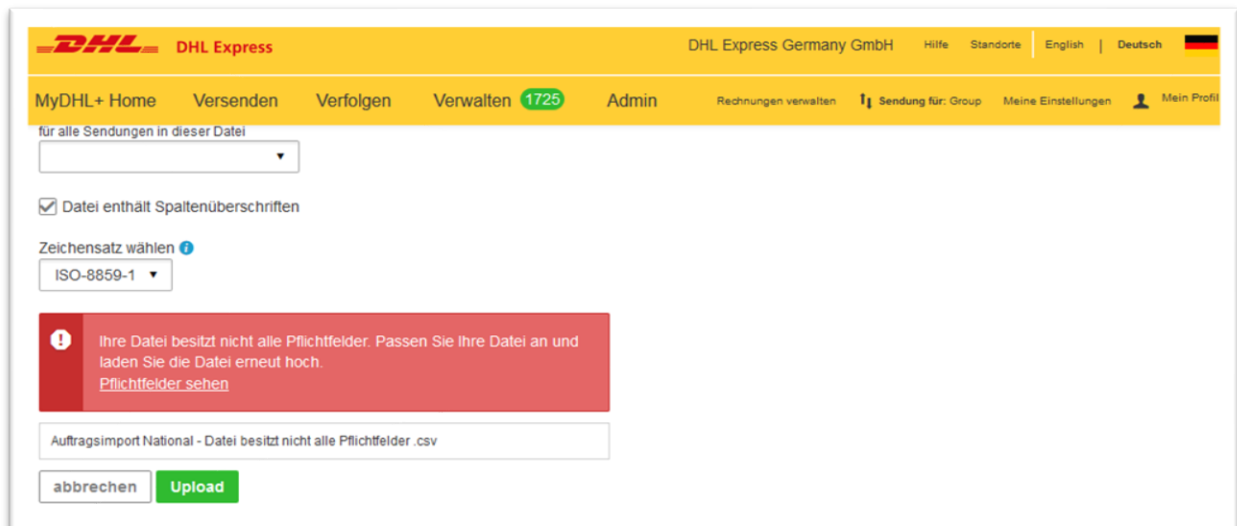 DHL DHL Express DHL Express Germany GmbH Hilfe Standorte English | Deutsch
MyDHL+ Home Versenden Verfolgen Verwalten 1725 Admin Rechnungen verwalten Sendung für: Group Meine Einstellungen Mein Profil
für alle Sendungen in dieser Datei
Datei enthält Spaltenüberschriften
Zeichensatz wählen
ISO-8859-1
Ihre Datei besitzt nicht alle Pflichtfelder. Passen Sie Ihre Datei an und
laden Sie die Datei erneut hoch.
Pflichtfelder sehen
Auftragsimport National - Datei besitzt nicht alle Pflichtfelder .csv
abbrechen Upload